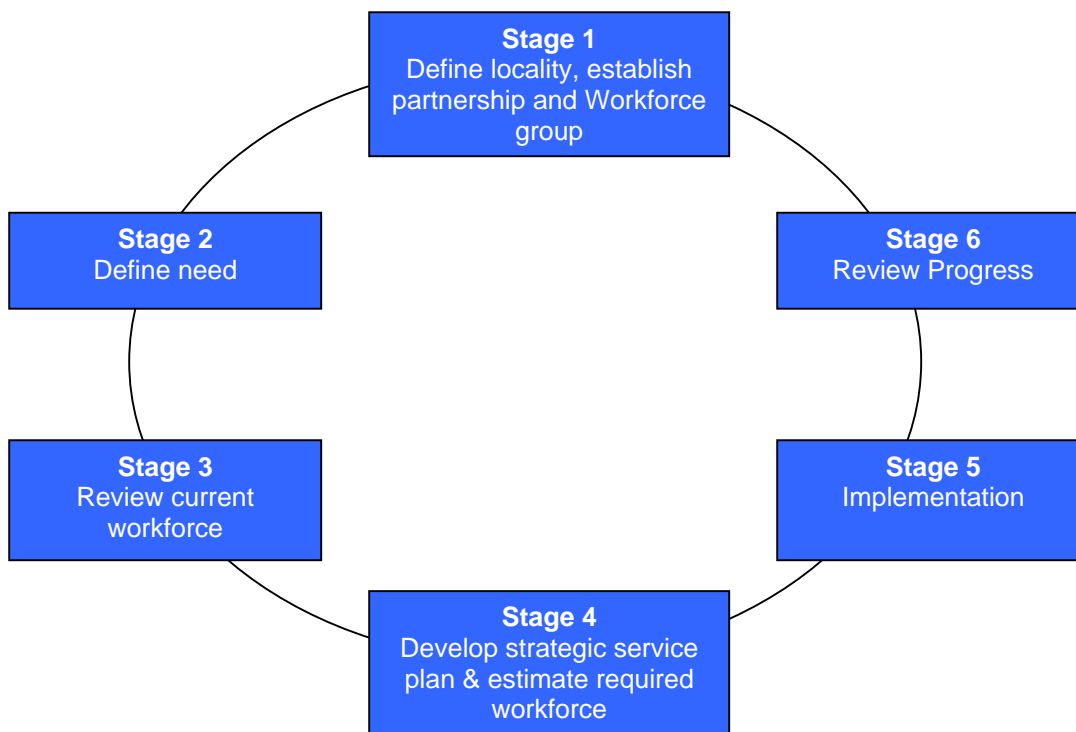 Stage 1
Define locality, establish
partnership and Workforce
group
Stage 2
Define need
Stage 6
Review Progress
Stage 3
Review current
workforce
Stage 5
Implementation
Stage 4
Develop strategic service
plan & estimate required
workforce